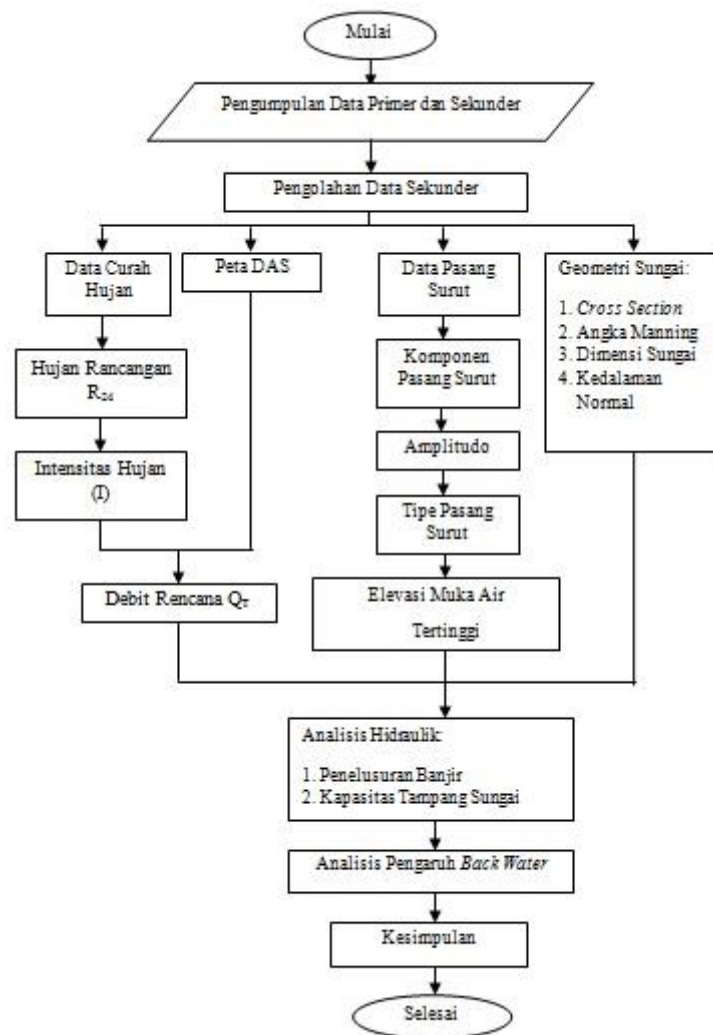 Mulai
Pengumpulan Data Primer dan Sekunder
Pengolahan Data Sekunder
Data Curah
Hujan
Peta DAS
Data Pasang
Surut
Geometri Sungai:
1. Cross Section
2. Angka Manning
3. Dimensi Sungai
4. Kedalaman
Normal
Hujan Rancangan
R₂₄
Komponen
Pasang Surut
Intensitas Hujan
(I)
Amplitudo
Tipe Pasang
Surut
Debit Rencana Qᴛ
Elevasi Muka Air
Tertinggi
Analisis Hidraulik:
1. Penelusuran Banjir
2. Kapasitas Tampang Sungai
Analisis Pengaruh Back Water
Kesimpulan
Selesai